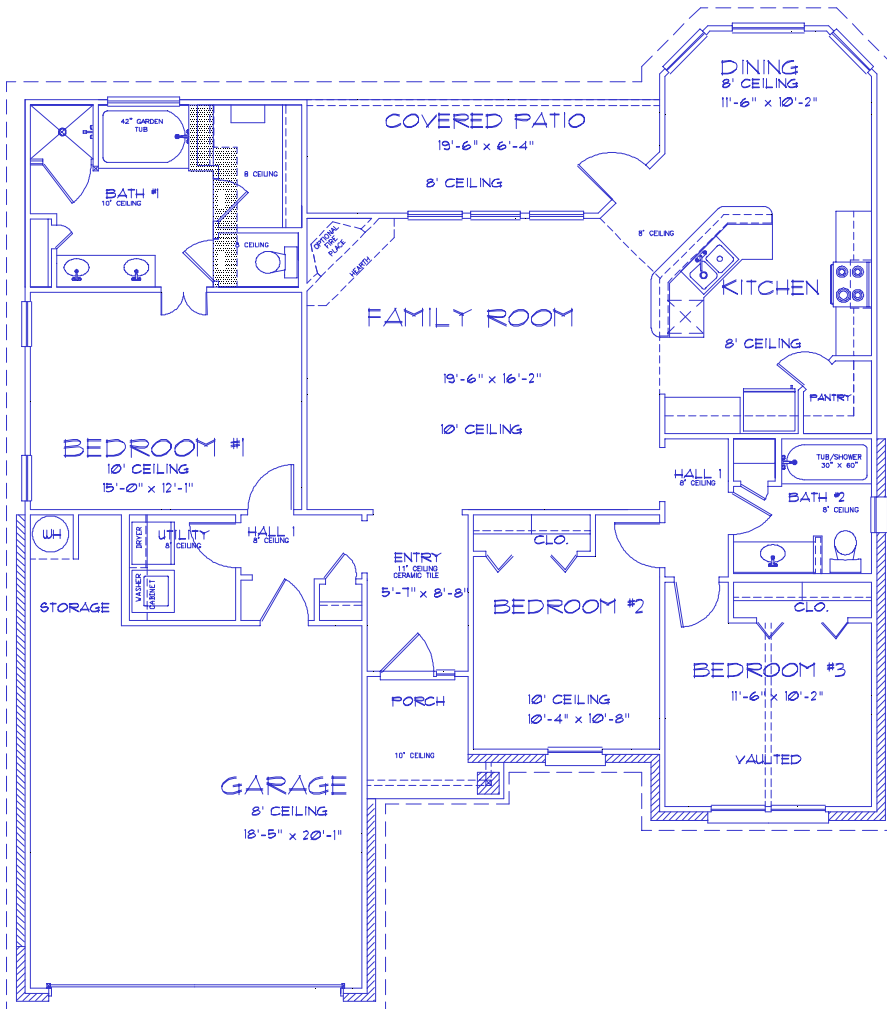 DINING
8' CEILING
11'-6" x 10'-2"
COVERED PATIO
19'-6" x 6'-4"
8' CEILING
42" GARDEN
TUB
8 CEILING
BATH #1
10' CEILING
8 CEILING
OPTIONAL
FIRE
PLACE
HEARTH
8' CEILING
KITCHEN
8' CEILING
FAMILY ROOM
19'-6" x 16'-2"
10' CEILING
PANTRY
BEDROOM #1
10' CEILING
15'-0" x 12'-1"
HALL 1
8' CEILING
TUB/SHOWER
30" X 60"
BATH #2
8' CEILING
WH
DRYER
UTILITY
8' CEILING
HALL 1
8' CEILING
WASHER
CABINET
STORAGE
ENTRY
11' CEILING
CERAMIC TILE
5'-7" x 8'-8"
CLO.
BEDROOM #2
10' CEILING
10'-4" x 10'-8"
CLO.
BEDROOM #3
11'-6" x 10'-2"
VAULTED
PORCH
10' CEILING
GARAGE
8' CEILING
18'-5" x 20'-1"